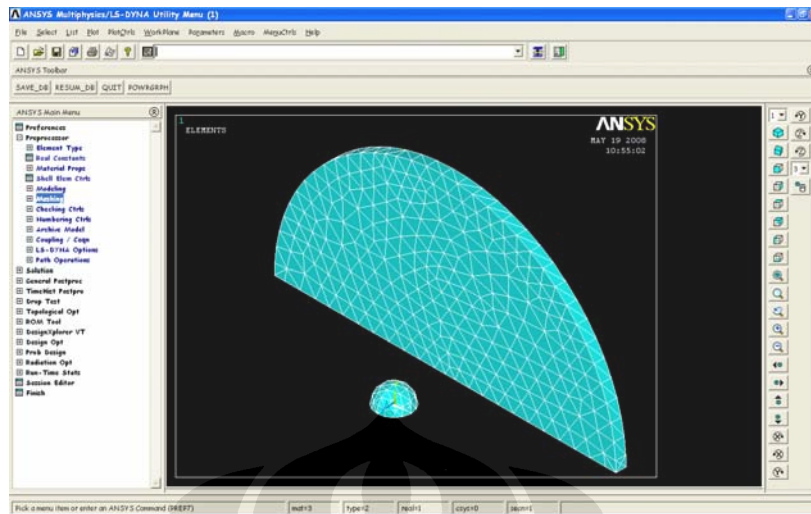 ANSYS Multiphysics/LS-DYNA Utility Menu (1)
File Select List Plot PlotCtrls WorkPlane Parameters Macro MenuCtrls Help
ANSYS Toolbar
SAVE_DB RESUM_DB QUIT POWRGRPH
ANSYS Main Menu
Preferences
Preprocessor
Element Type
Real Constants
Material Props
Shell Elem Ctrls
Modeling
Meshing
Checking Ctrls
Numbering Ctrls
Archive Model
Coupling / Ceqn
LS-DYNA Options
Path Operations
Solution
General Postproc
TimeHist Postpro
Drop Test
Topological Opt
ROM Tool
DesignXplorer VT
Design Opt
Prob Design
Radiation Opt
Run-Time Stats
Session Editor
Finish
1
ELEMENTS
ANSYS
MAY 19 2008
10:55:02
1
3
Pick a menu item or enter an ANSYS Command (PREP7)
mat=3
type=2
real=1
csys=0
secn=1